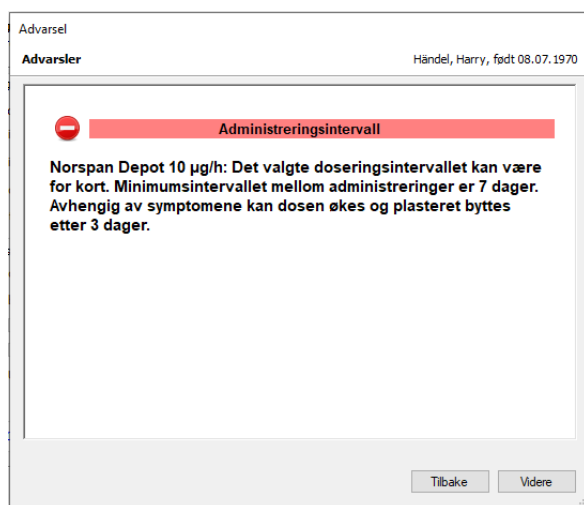 Advarsel
Advarsler
Händel, Harry, født 08.07.1970
Administreringsintervall
Norspan Depot 10 µg/h: Det valgte doseringsintervallet kan være
for kort. Minimumsintervallet mellom administreringer er 7 dager.
Avhengig av symptomene kan dosen økes og plasteret byttes
etter 3 dager.
Tilbake
Videre